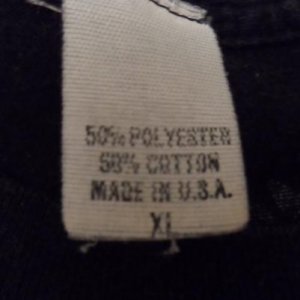 50% POLYESTER
50% COTTON
MADE IN U.S.A.
XL